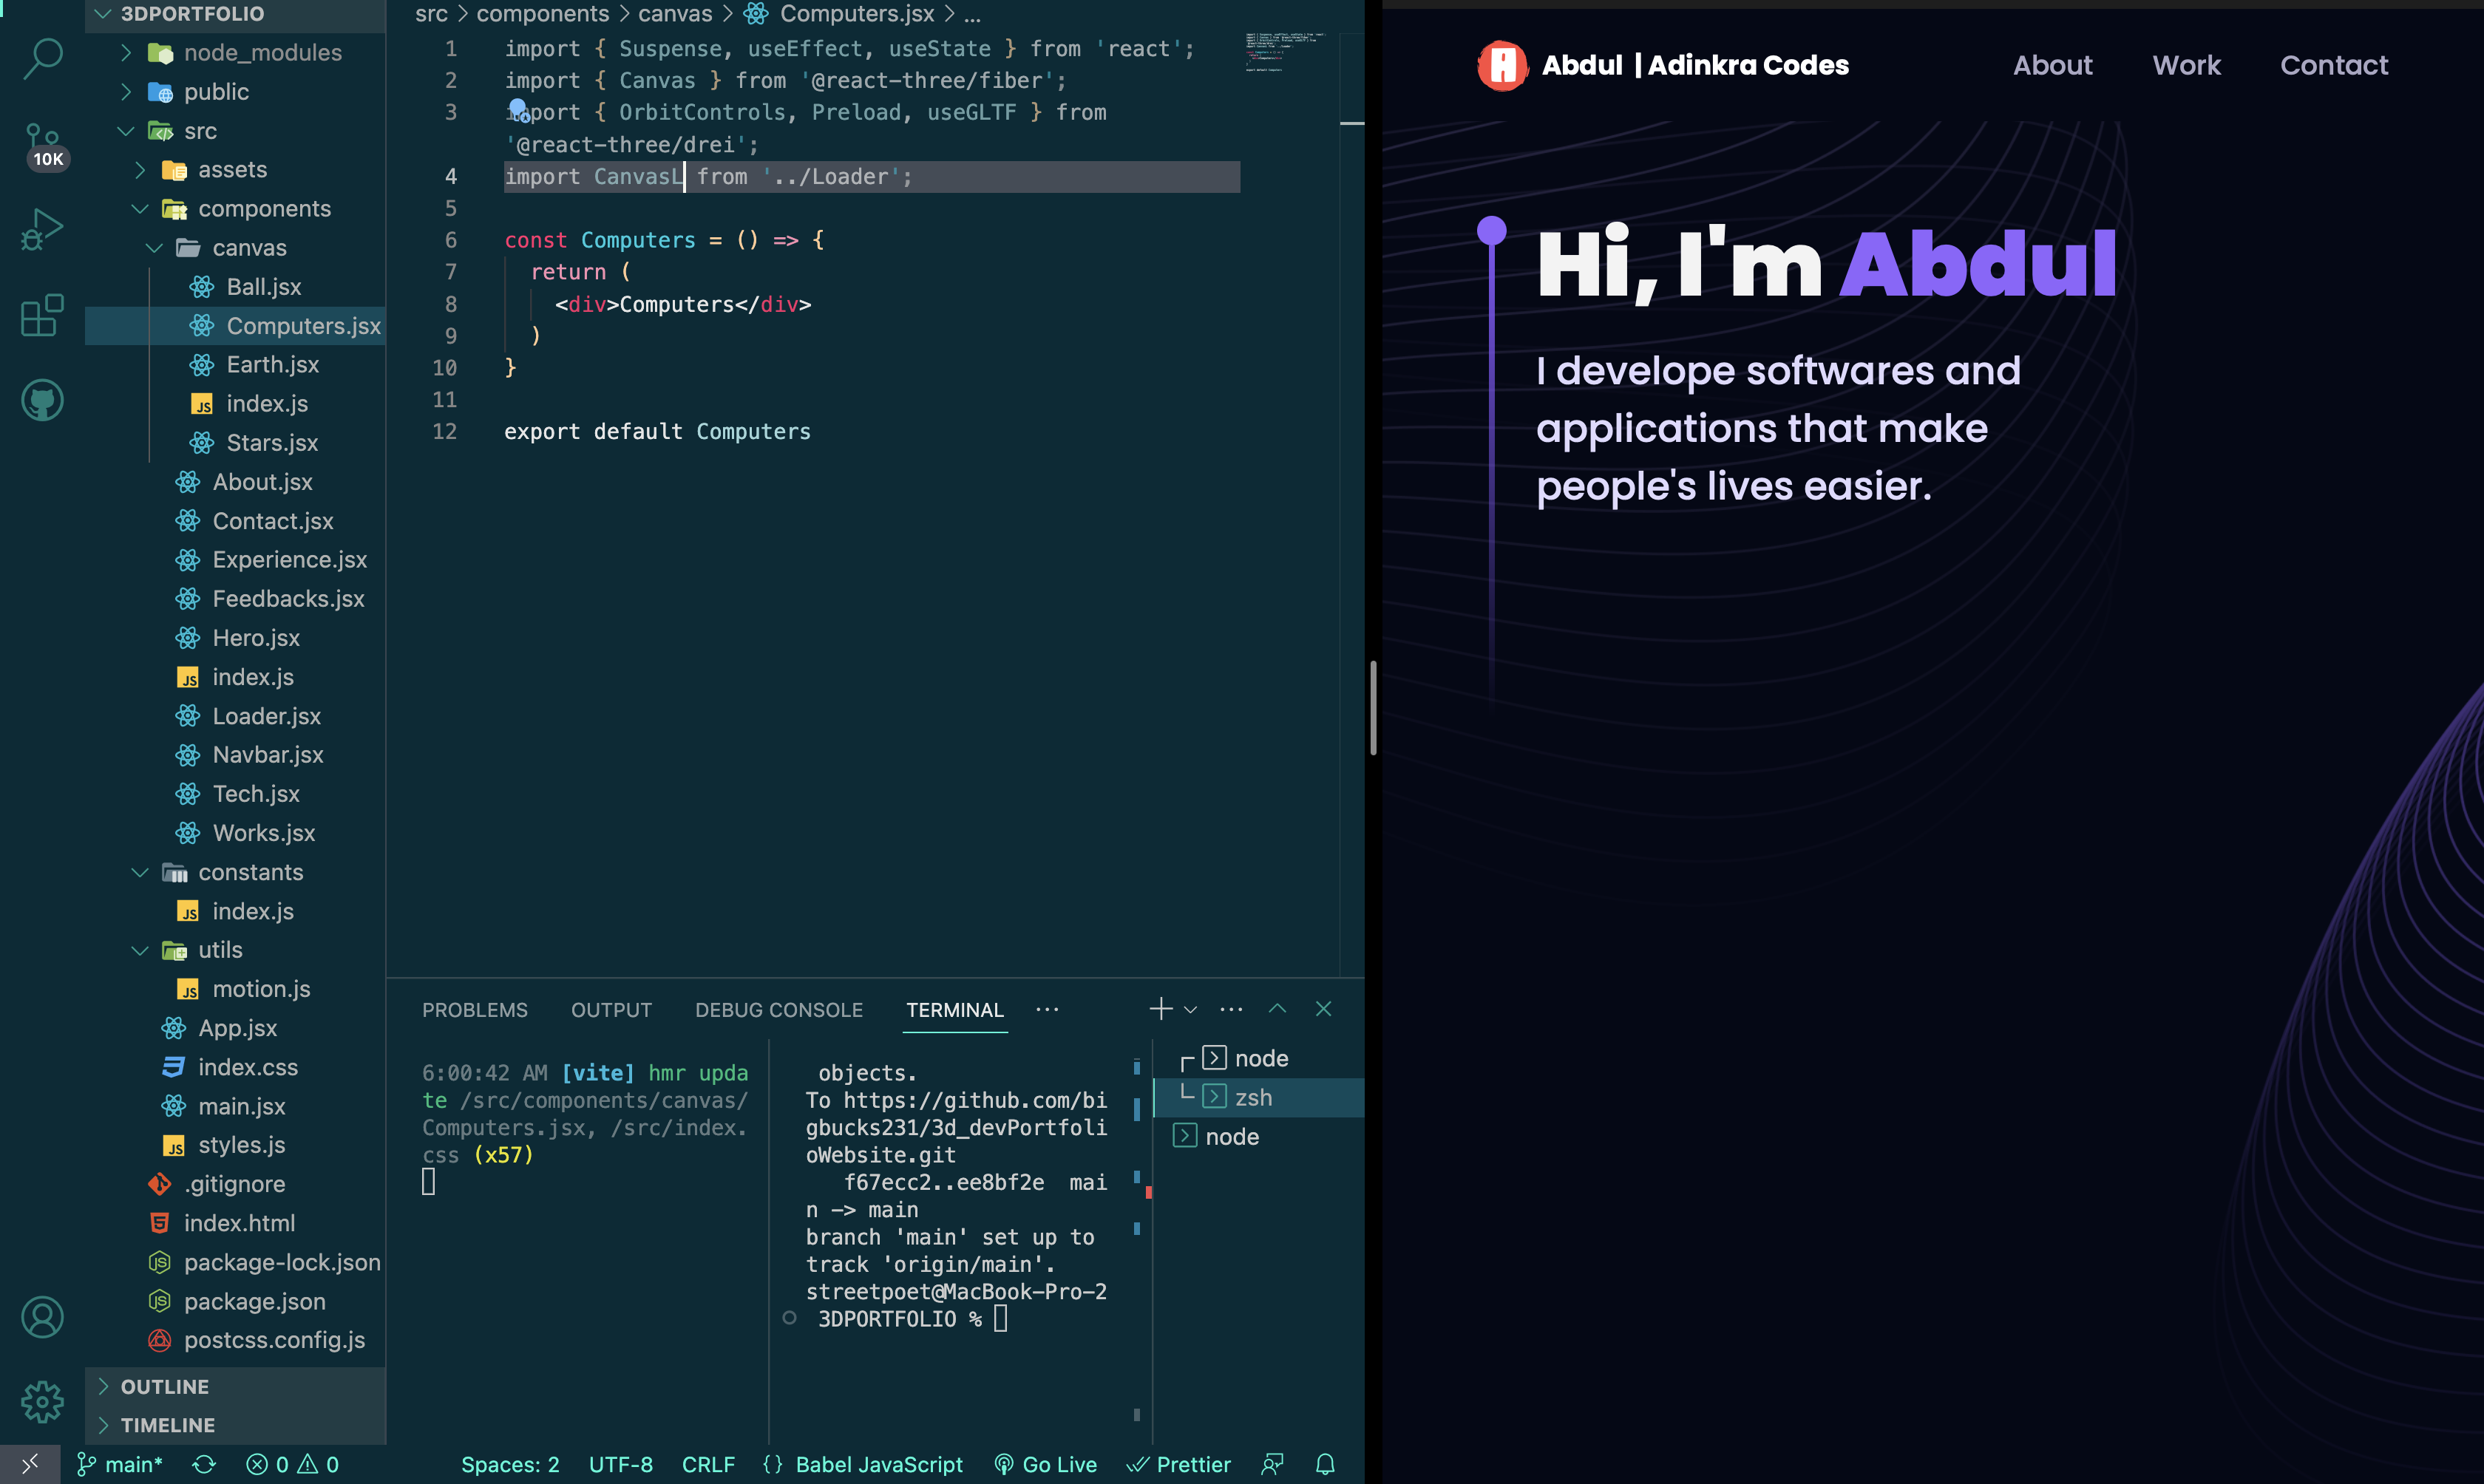 3DPORTFOLIO
node_modules
public
src
assets
components
canvas
Ball.jsx
Computers.jsx
Earth.jsx
index.js
Stars.jsx
About.jsx
Contact.jsx
Experience.jsx
Feedbacks.jsx
Hero.jsx
index.js
Loader.jsx
Navbar.jsx
Tech.jsx
Works.jsx
constants
index.js
utils
motion.js
App.jsx
index.css
main.jsx
styles.js
.gitignore
index.html
package-lock.json
package.json
postcss.config.js
OUTLINE
TIMELINE
10K
src > components > canvas > Computers.jsx > ...
1 import { Suspense, useEffect, useState } from 'react';
2 import { Canvas } from '@react-three/fiber';
3 import { OrbitControls, Preload, useGLTF } from
'@react-three/drei';
4 import CanvasL from '../Loader';
5
6 const Computers = () => {
7 return (
8 <div>Computers</div>
9 )
10 }
11
12 export default Computers
PROBLEMS OUTPUT DEBUG CONSOLE TERMINAL ...
6:00:42 AM [vite] hmr upda
te /src/components/canvas/
Computers.jsx, /src/index.
css (x57)
objects.
To https://github.com/bi
gbucks231/3d_devPortfoli
oWebsite.git
f67ecc2..ee8bf2e mai
n -> main
branch 'main' set up to
track 'origin/main'.
streetpoet@MacBook-Pro-2
3DPORTFOLIO %
node
zsh
node
main* 0 0 Spaces: 2 UTF-8 CRLF {} Babel JavaScript Go Live Prettier
Abdul | Adinkra Codes About Work Contact
Hi, I'm Abdul
I develope softwares and
applications that make
people's lives easier.